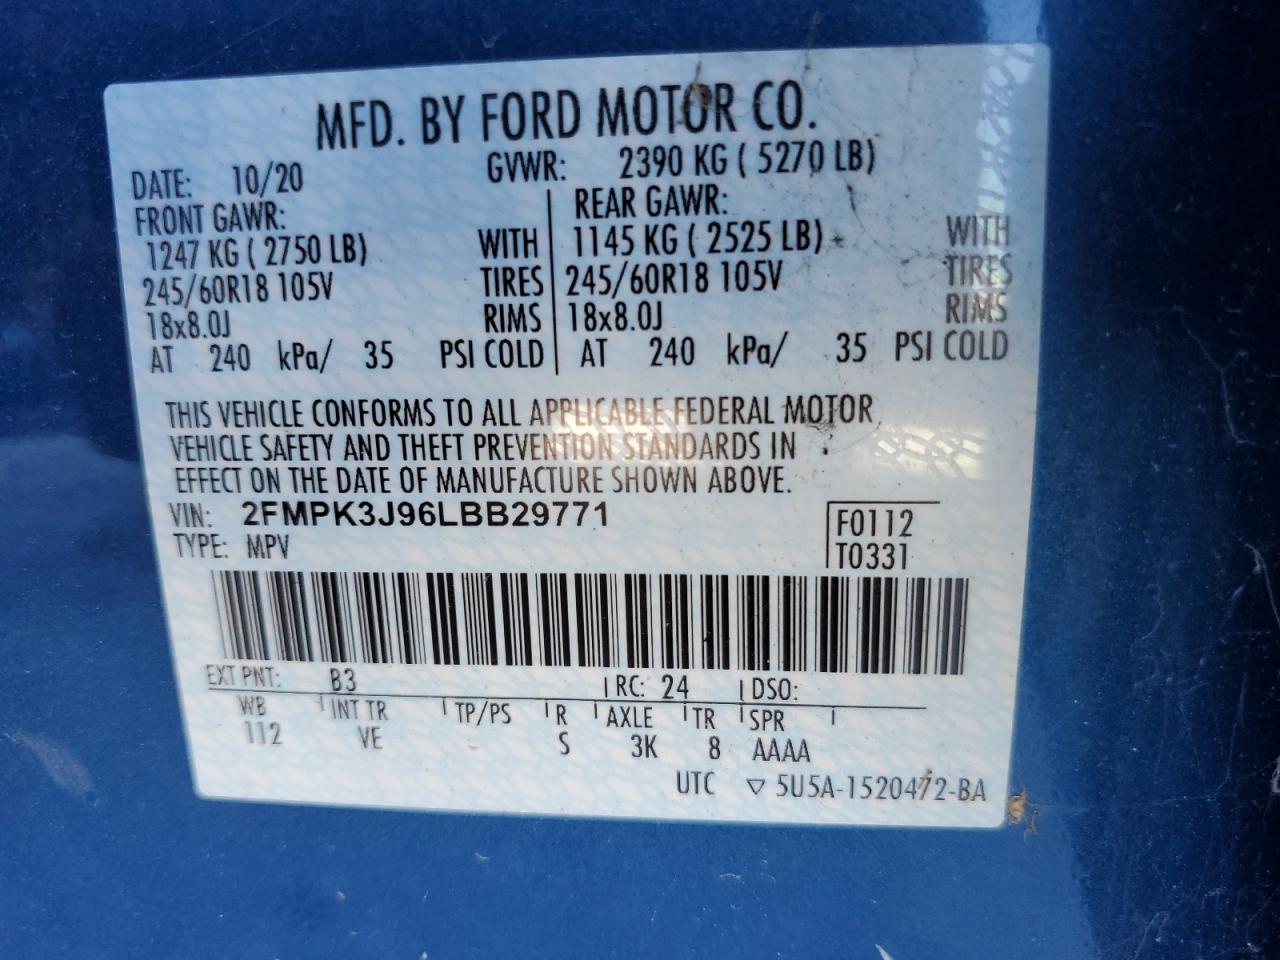 MFD. BY FORD MOTOR CO.
DATE: 10/20 GVWR: 2390 KG ( 5270 LB)
FRONT GAWR: REAR GAWR:
1247 KG ( 2750 LB) WITH 1145 KG ( 2525 LB) WITH
245/60R18 105V TIRES 245/60R18 105V TIRES
18x8.0J RIMS 18x8.0J RIMS
AT 240 kPa/ 35 PSI COLD AT 240 kPa/ 35 PSI COLD
THIS VEHICLE CONFORMS TO ALL APPLICABLE FEDERAL MOTOR
VEHICLE SAFETY AND THEFT PREVENTION STANDARDS IN
EFFECT ON THE DATE OF MANUFACTURE SHOWN ABOVE.
VIN: 2FMPK3J96LBB29771 F0112
TYPE: MPV T0331
EXT PNT: B3 RC: 24 DSO:
WB INT TR TP/PS R AXLE TR SPR
112 VE S 3K 8 AAAA
UTC ▽ 5U5A-1520472-BA